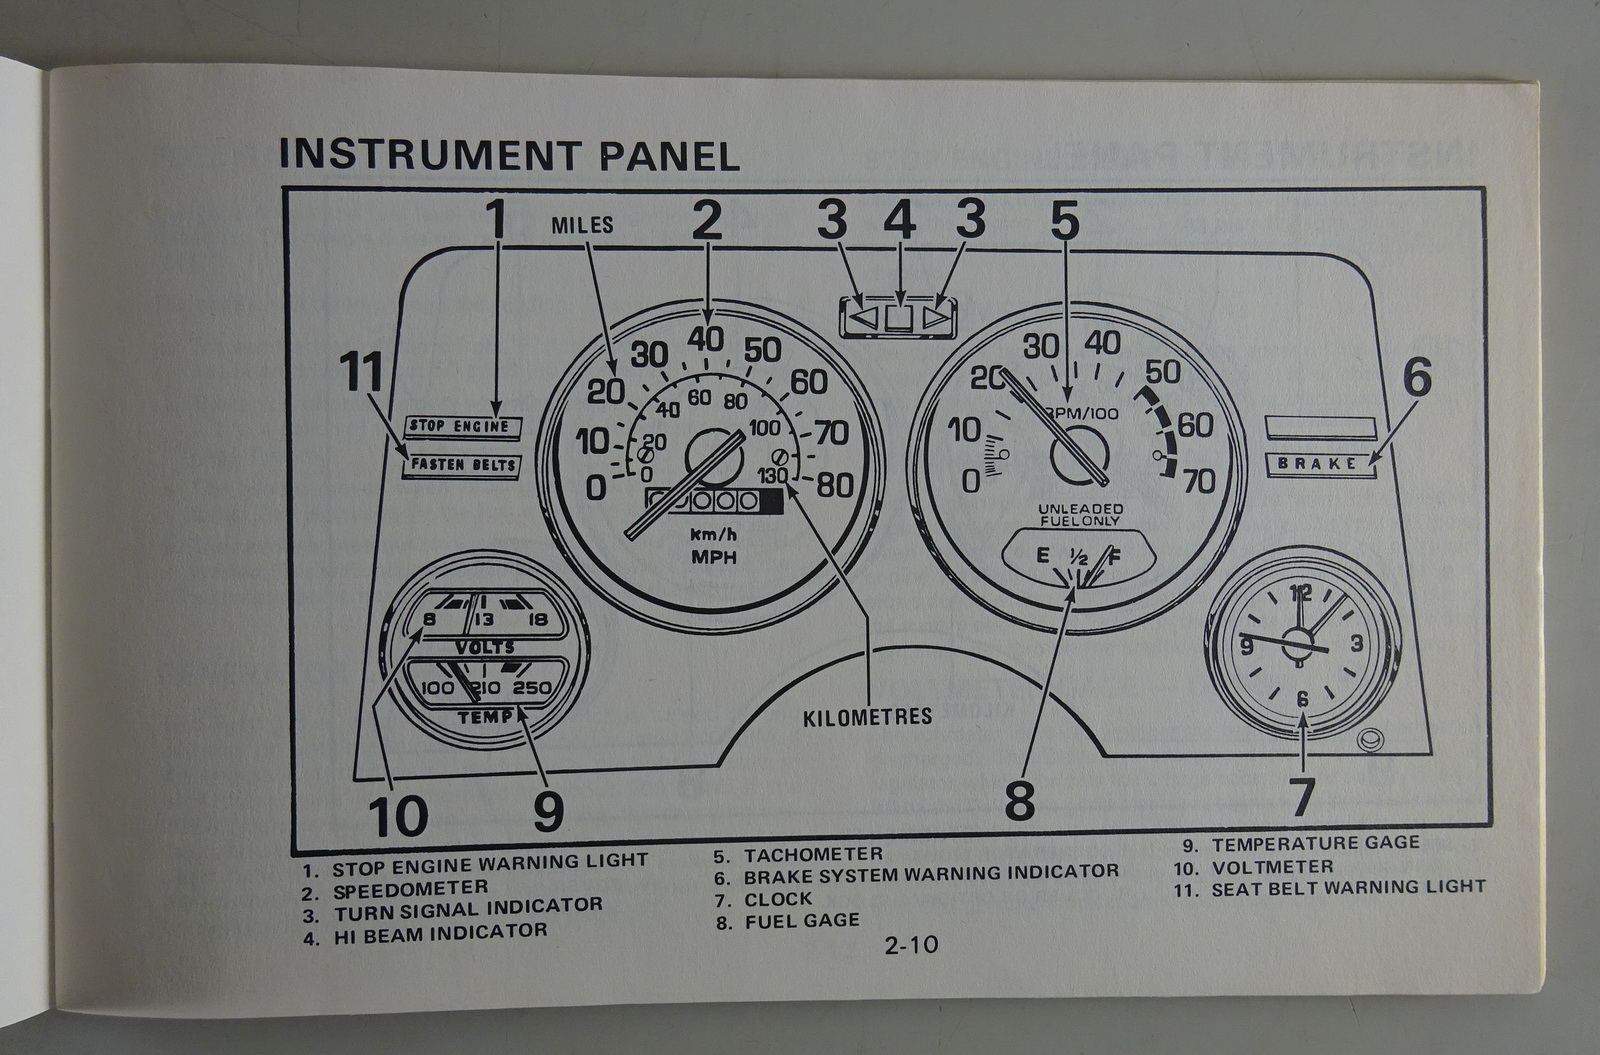 INSTRUMENT PANEL
1 MILES 2 3 4 3 5
11
6
STOP ENGINE
FASTEN BELTS
0 10 20 30 40 50 60 70 80
0 20 40 60 80 100 130
km/h
MPH
0 10 20 30 40 50 60 70
RPM/100
UNLEADED
FUEL ONLY
E 1/2 F
BRAKE
8 13 18
VOLTS
100 210 250
TEMP
12
9 3
6
KILOMETRES
10 9 8 7
1. STOP ENGINE WARNING LIGHT
2. SPEEDOMETER
3. TURN SIGNAL INDICATOR
4. HI BEAM INDICATOR
5. TACHOMETER
6. BRAKE SYSTEM WARNING INDICATOR
7. CLOCK
8. FUEL GAGE
9. TEMPERATURE GAGE
10. VOLTMETER
11. SEAT BELT WARNING LIGHT
2-10